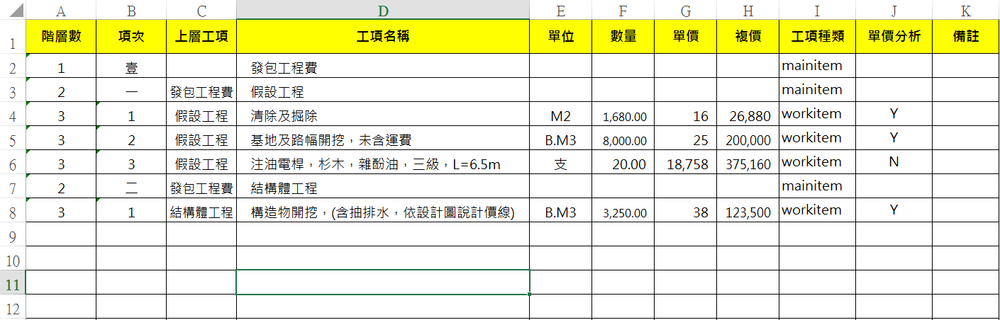 A B C D E F G H I J K
1 階層數 項次 上層工項 工項名稱 單位 數量 單價 複價 工項種類 單價分析 備註
2 1 壹 發包工程費 mainitem
3 2 一 發包工程費 假設工程 mainitem
4 3 1 假設工程 清除及掘除 M2 1,680.00 16 26,880 workitem Y
5 3 2 假設工程 基地及路幅開挖，未含運費 B.M3 8,000.00 25 200,000 workitem Y
6 3 3 假設工程 注油電桿，杉木，雜酚油，三級，L=6.5m 支 20.00 18,758 375,160 workitem N
7 2 二 發包工程費 結構體工程 mainitem
8 3 1 結構體工程 構造物開挖，(含抽排水，依設計圖說計價線) B.M3 3,250.00 38 123,500 workitem Y
9
10
11
12